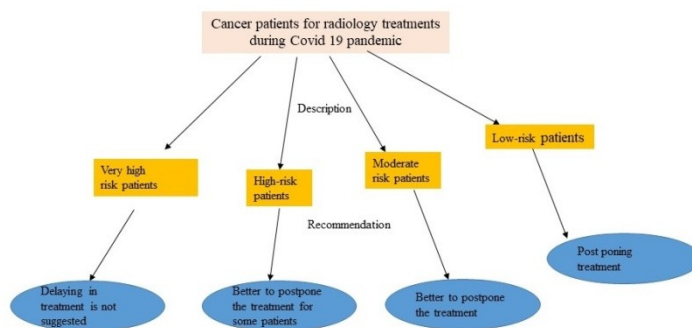 Cancer patients for radiology treatments
during Covid 19 pandemic
Description
Low-risk patients
Very high
risk patients
High-risk
patients
Moderate
risk patients
Recommendation
Post poning
treatment
Delaying in
treatment is not
suggested
Better to postpone
the treatment for
some patients
Better to postpone
the treatment